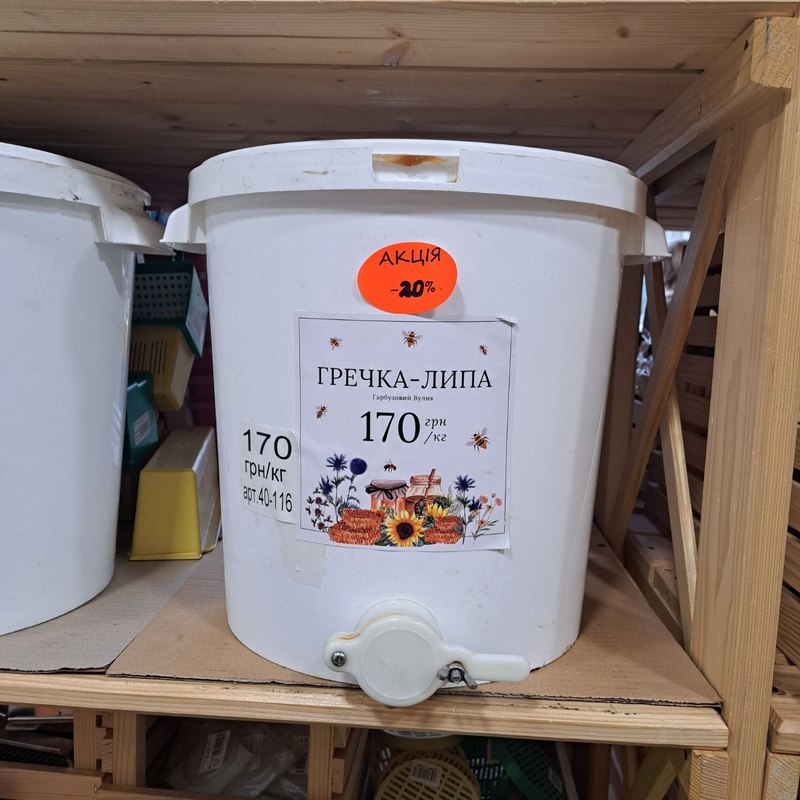 АКЦІЯ
-20%
ГРЕЧКА-ЛИПА
Гарбузовий Вулик
170 грн
/кг
170
грн/кг
арт.40-116